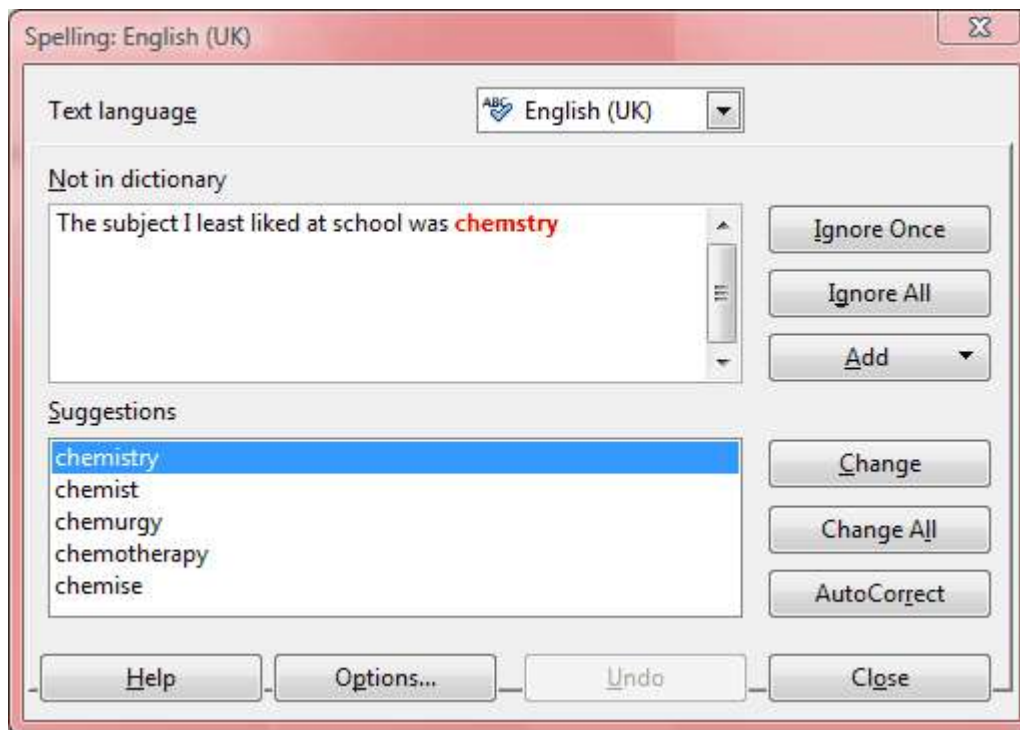 Spelling: English (UK)
Text language
ABC English (UK)
Not in dictionary
The subject I least liked at school was chemstry
Ignore Once
Ignore All
Add
Suggestions
chemistry
chemist
chemurgy
chemotherapy
chemise
Change
Change All
AutoCorrect
Help
Options...
Undo
Close